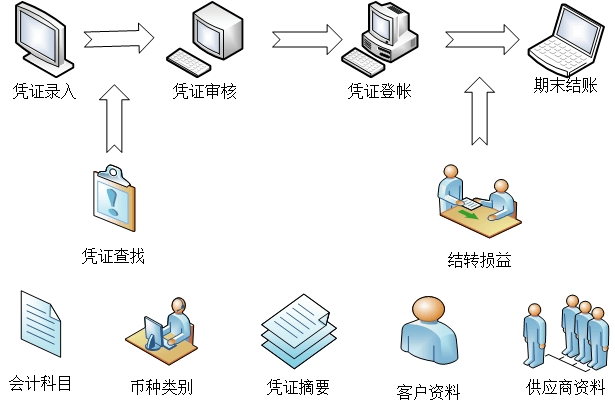 凭证录入
凭证审核
凭证登帐
期末结账
凭证查找
结转损益
会计科目
币种类别
凭证摘要
客户资料
供应商资料